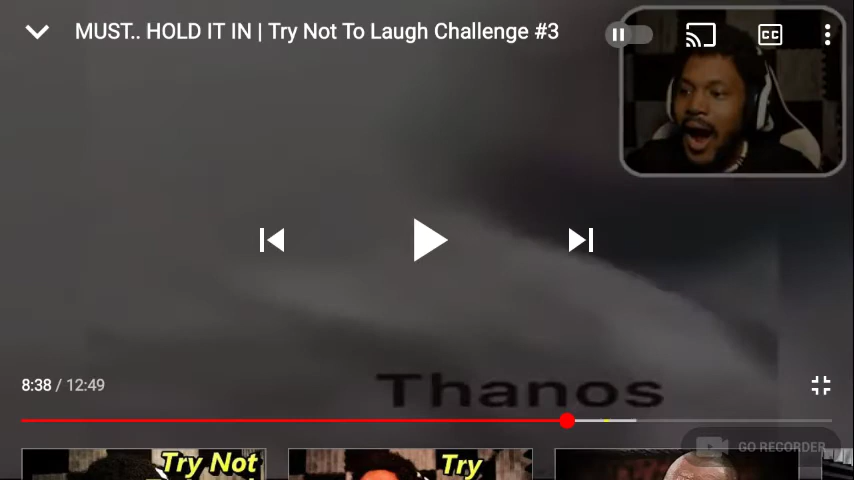 MUST.. HOLD IT IN | Try Not To Laugh Challenge #3
CC
8:38 / 12:49
Thanos
GO RECORDER
Try Not
Try